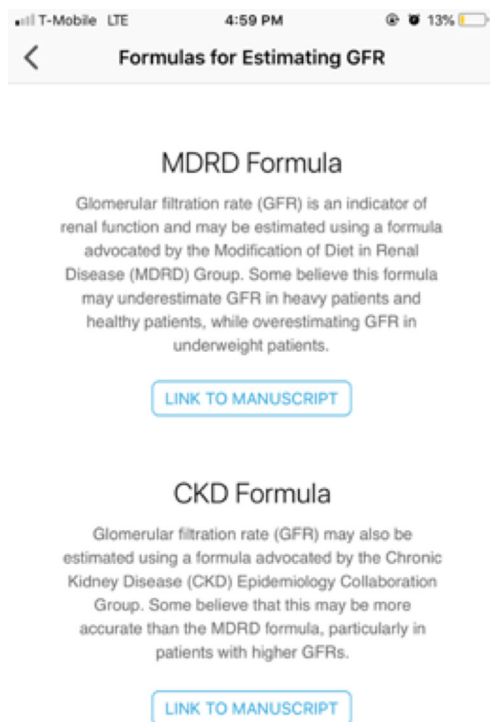 T-Mobile LTE 4:59 PM 13%
Formulas for Estimating GFR
MDRD Formula
Glomerular filtration rate (GFR) is an indicator of
renal function and may be estimated using a formula
advocated by the Modification of Diet in Renal
Disease (MDRD) Group. Some believe this formula
may underestimate GFR in heavy patients and
healthy patients, while overestimating GFR in
underweight patients.
LINK TO MANUSCRIPT
CKD Formula
Glomerular filtration rate (GFR) may also be
estimated using a formula advocated by the Chronic
Kidney Disease (CKD) Epidemiology Collaboration
Group. Some believe that this may be more
accurate than the MDRD formula, particularly in
patients with higher GFRs.
LINK TO MANUSCRIPT